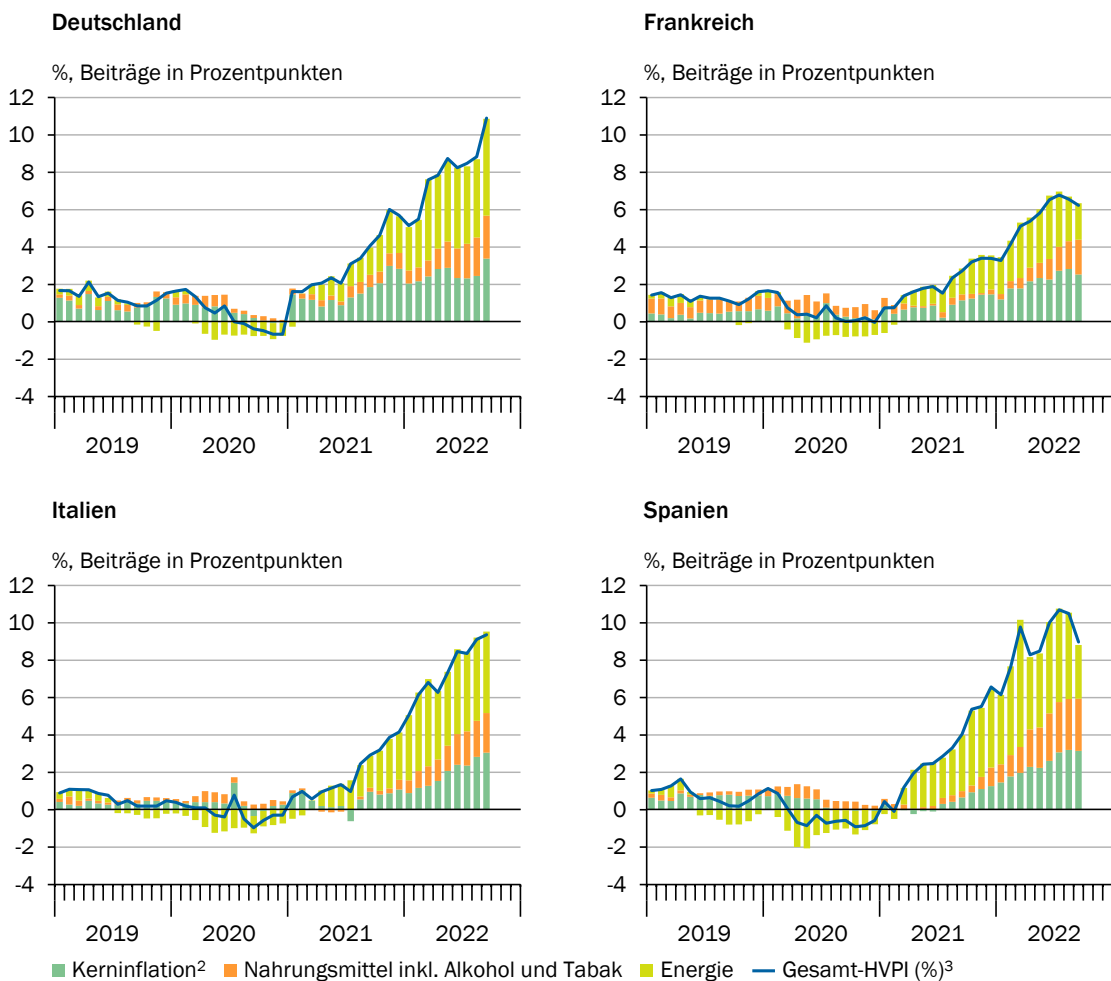 Deutschland
%, Beiträge in Prozentpunkten
12
10
8
6
4
2
0
-2
-4
2019 2020 2021 2022
Frankreich
%, Beiträge in Prozentpunkten
12
10
8
6
4
2
0
-2
-4
2019 2020 2021 2022
Italien
%, Beiträge in Prozentpunkten
12
10
8
6
4
2
0
-2
-4
2019 2020 2021 2022
Spanien
%, Beiträge in Prozentpunkten
12
10
8
6
4
2
0
-2
-4
2019 2020 2021 2022
Kerninflation² Nahrungsmittel inkl. Alkohol und Tabak Energie Gesamt-HVPI (%)³